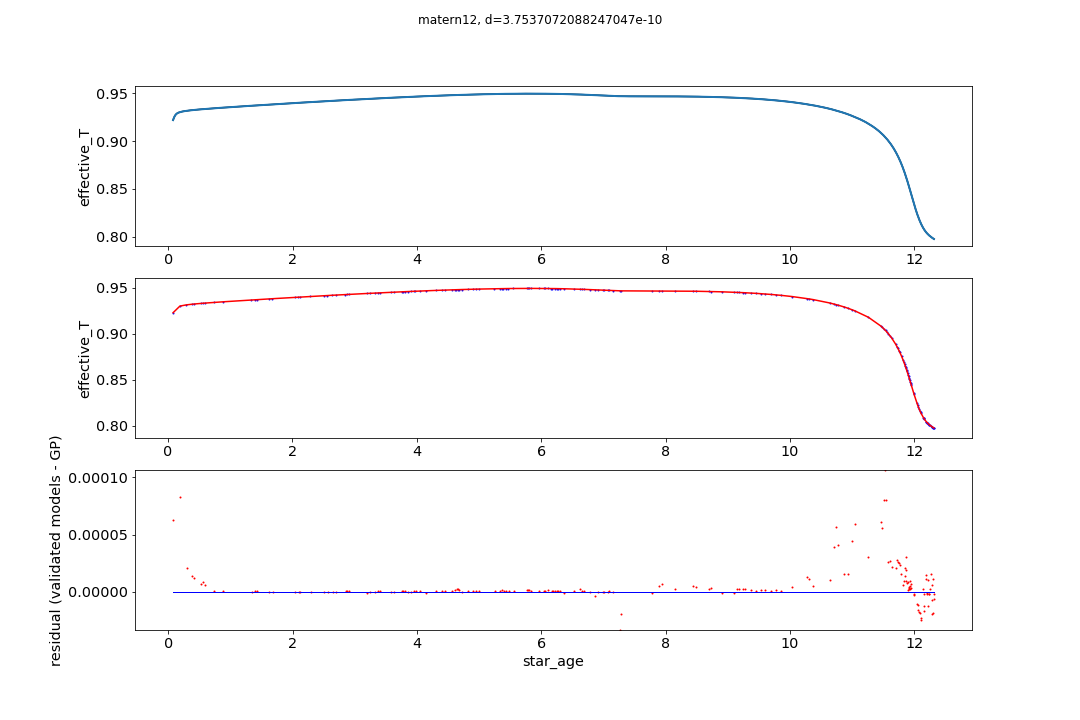 matern12, d=3.7537072088247047e-10
0.95
0.90
0.85
0.80
effective_T
0 2 4 6 8 10 12
0.95
0.90
0.85
0.80
effective_T
0 2 4 6 8 10 12
0.00010
0.00005
0.00000
residual (validated models - GP)
0 2 4 6 8 10 12
star_age